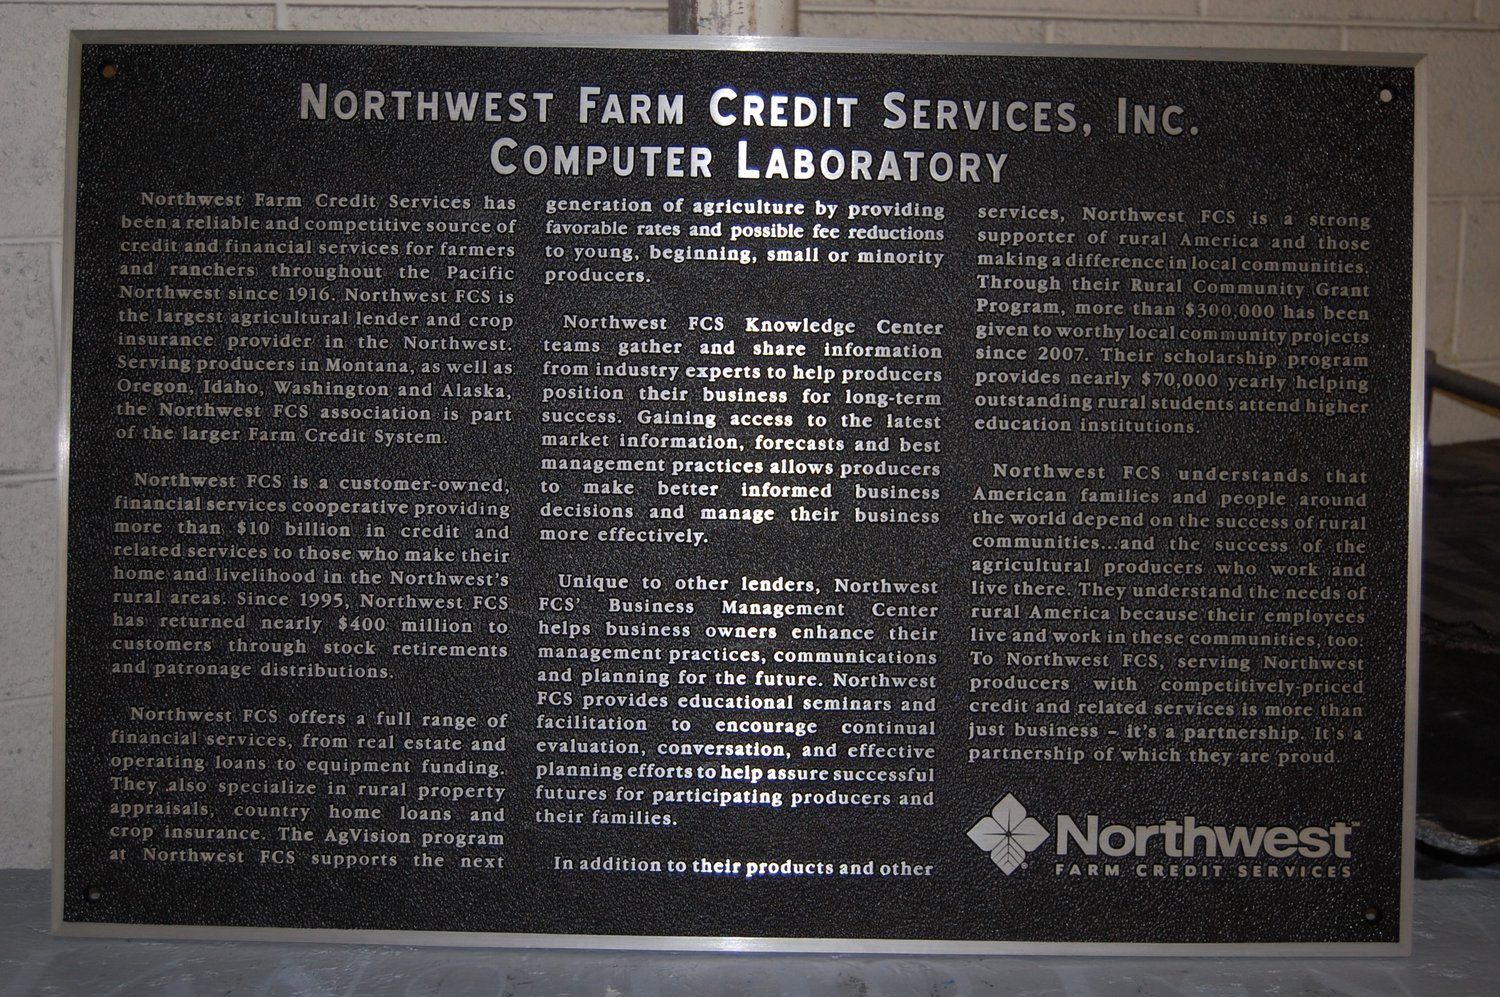 NORTHWEST FARM CREDIT SERVICES, INC.
COMPUTER LABORATORY
Northwest Farm Credit Services has
been a reliable and competitive source of
credit and financial services for farmers
and ranchers throughout the Pacific
Northwest since 1916. Northwest FCS is
the largest agricultural lender and crop
insurance provider in the Northwest.
Serving producers in Montana, as well as
Oregon, Idaho, Washington and Alaska,
the Northwest FCS association is part
of the larger Farm Credit System.
Northwest FCS is a customer-owned,
financial services cooperative providing
more than $10 billion in credit and
related services to those who make their
home and livelihood in the Northwest's
rural areas. Since 1995, Northwest FCS
has returned nearly $400 million to
customers through stock retirements
and patronage distributions.
Northwest FCS offers a full range of
financial services, from real estate and
operating loans to equipment funding.
They also specialize in rural property
appraisals, country home loans and
crop insurance. The AgVision program
at Northwest FCS supports the next
generation of agriculture by providing
favorable rates and possible fee reductions
to young, beginning, small or minority
producers.
Northwest FCS Knowledge Center
teams gather and share information
from industry experts to help producers
position their business for long-term
success. Gaining access to the latest
market information, forecasts and best
management practices allows producers
to make better informed business
decisions and manage their business
more effectively.
Unique to other lenders, Northwest
FCS' Business Management Center
helps business owners enhance their
management practices, communications
and planning for the future. Northwest
FCS provides educational seminars and
facilitation to encourage continual
evaluation, conversation, and effective
planning efforts to help assure successful
futures for participating producers and
their families.
In addition to their products and other
services, Northwest FCS is a strong
supporter of rural America and those
making a difference in local communities.
Through their Rural Community Grant
Program, more than $300,000 has been
given to worthy local community projects
since 2007. Their scholarship program
provides nearly $70,000 yearly helping
outstanding rural students attend higher
education institutions.
Northwest FCS understands that
American families and people around
the world depend on the success of rural
communities...and the success of the
agricultural producers who work and
live there. They understand the needs of
rural America because their employees
live and work in these communities, too.
To Northwest FCS, serving Northwest
producers with competitively-priced
credit and related services is more than
just business – it's a partnership. It's a
partnership of which they are proud.
Northwest™
FARM CREDIT SERVICES